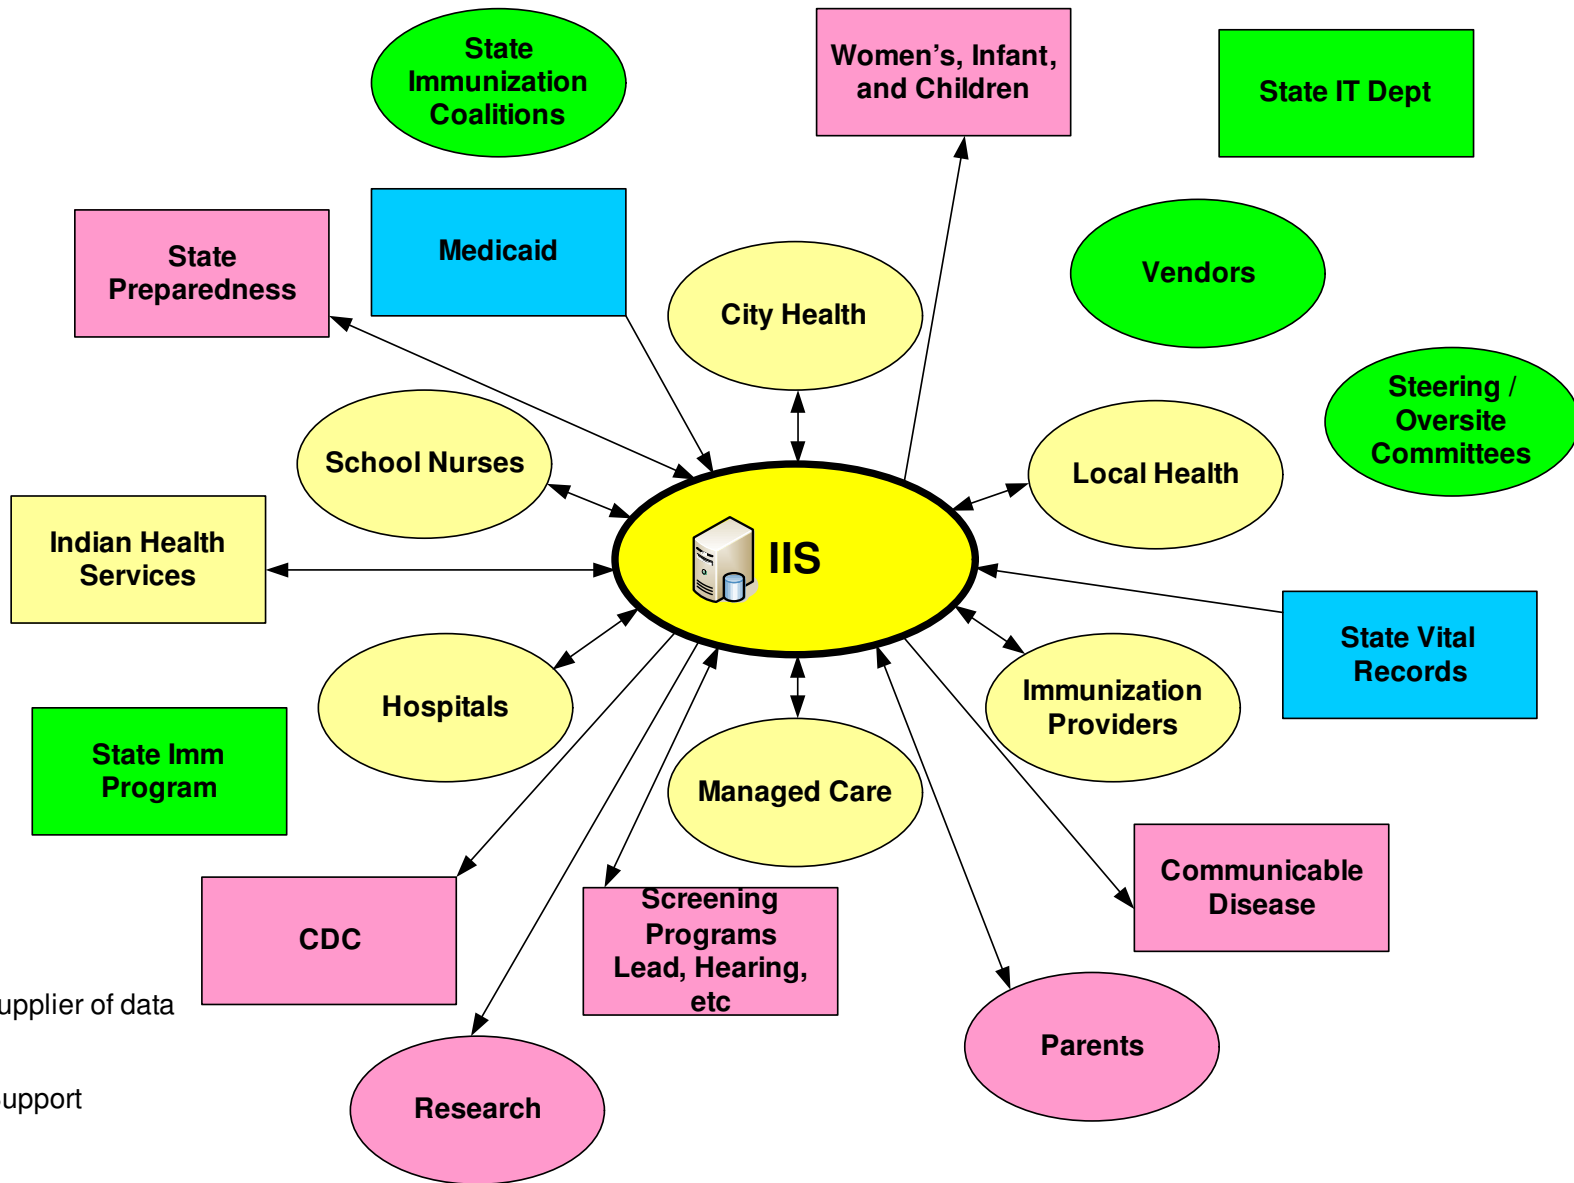 State
Immunization
Coalitions
Women's, Infant,
and Children
State IT Dept
State
Preparedness
Medicaid
City Health
Vendors
Steering /
Oversite
Committees
School Nurses
Local Health
Indian Health
Services
IIS
State Vital
Records
Hospitals
Immunization
Providers
State Imm
Program
Managed Care
Communicable
Disease
CDC
Screening
Programs
Lead, Hearing,
etc
upplier of data
Parents
upport
Research